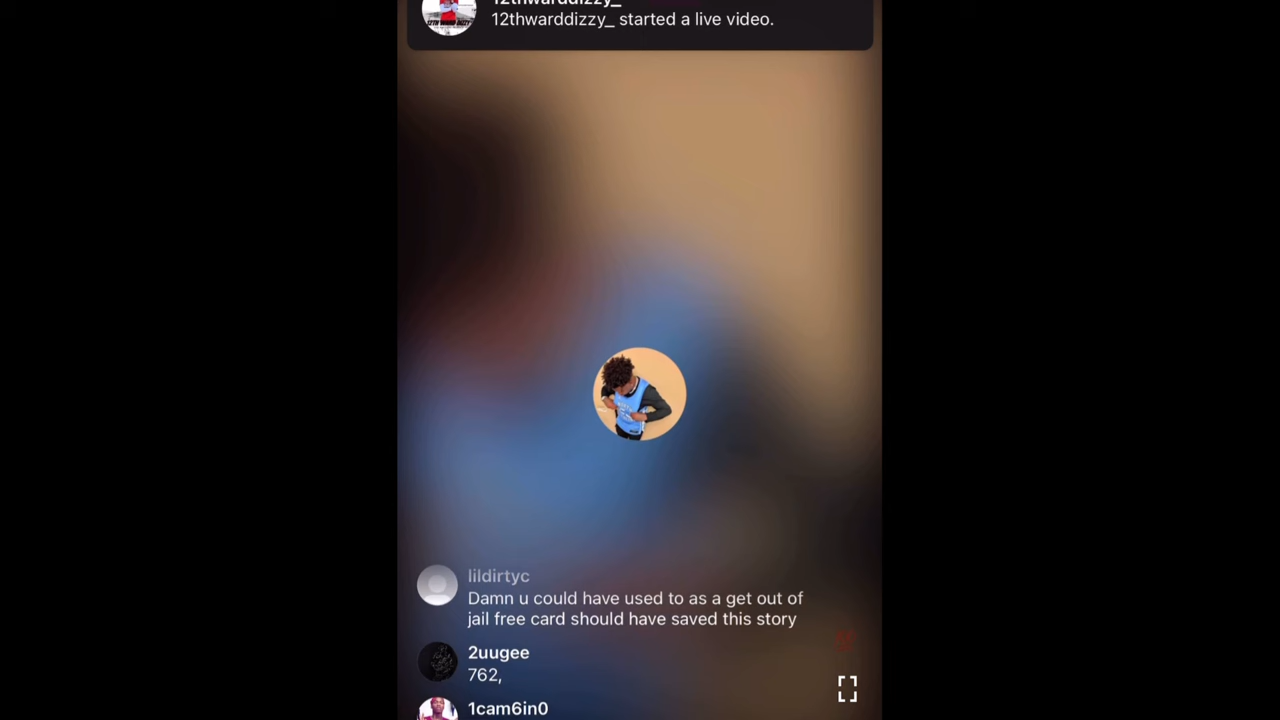 12thwarddizzy_
12thwarddizzy_ started a live video.
lildirtyc
Damn u could have used to as a get out of
jail free card should have saved this story
2uugee
762,
1cam6in0